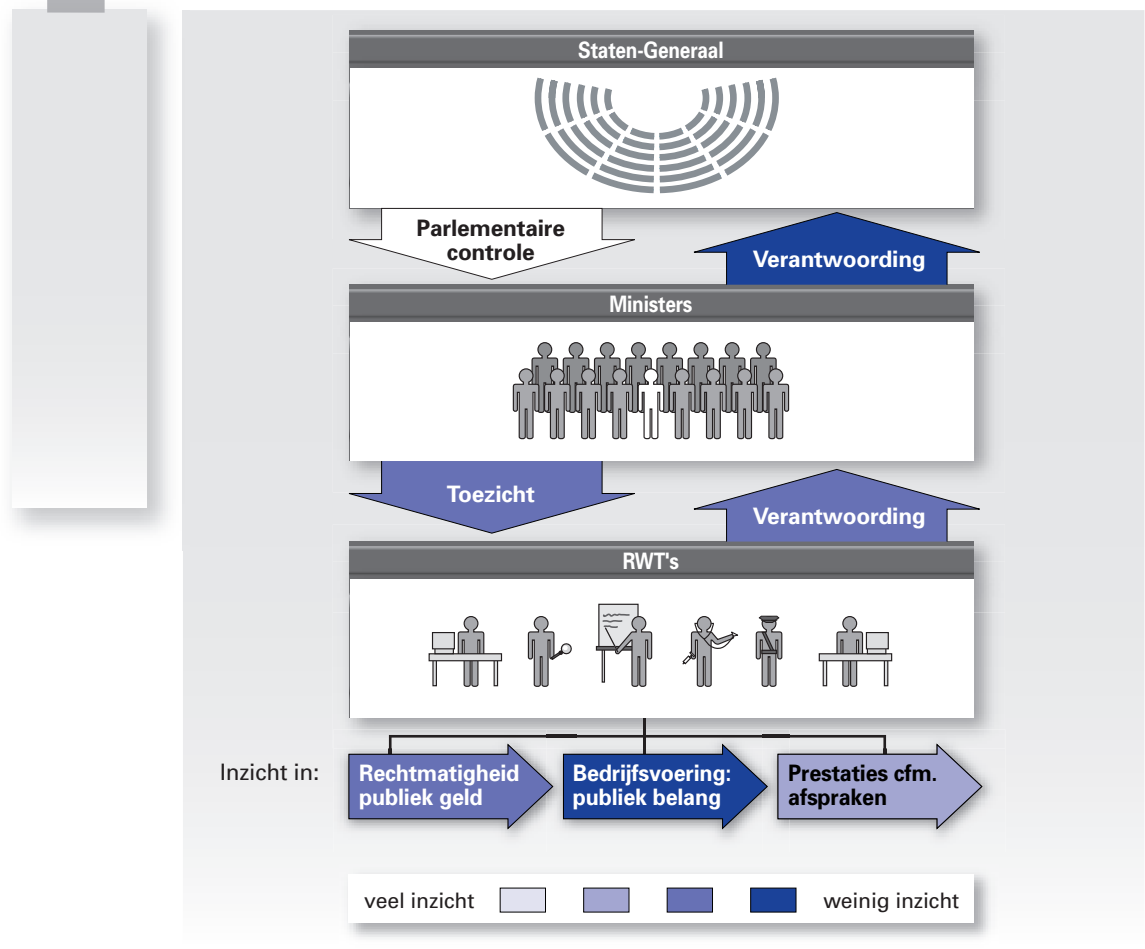 Staten-Generaal
Parlementaire
controle
Verantwoording
Ministers
Toezicht
Verantwoording
RWT's
Inzicht in:
Rechtmatigheid
publiek geld
Bedrijfsvoering:
publiek belang
Prestaties cfm.
afspraken
veel inzicht
weinig inzicht